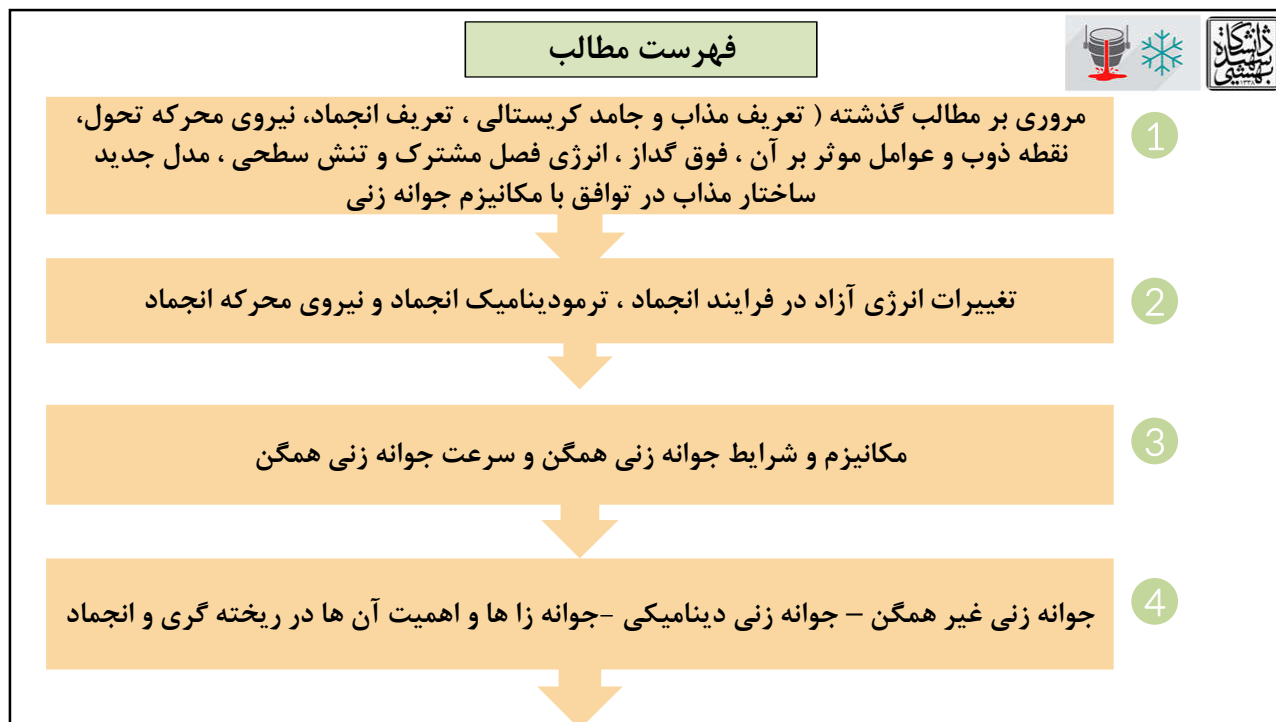 فهرست مطالب
دانشگاه
شهید
بهشتی
۱۳۳۸
1
مروری بر مطالب گذشته ( تعریف مذاب و جامد کریستالی ، تعریف انجماد، نیروی محرکه تحول،
نقطه ذوب و عوامل موثر بر آن ، فوق گداز ، انرژی فصل مشترک و تنش سطحی ، مدل جدید
ساختار مذاب در توافق با مکانیزم جوانه زنی
2
تغییرات انرژی آزاد در فرایند انجماد ، ترمودینامیک انجماد و نیروی محرکه انجماد
3
مکانیزم و شرایط جوانه زنی همگن و سرعت جوانه زنی همگن
4
جوانه زنی غیر همگن – جوانه زنی دینامیکی -جوانه زا ها و اهمیت آن ها در ریخته گری و انجماد